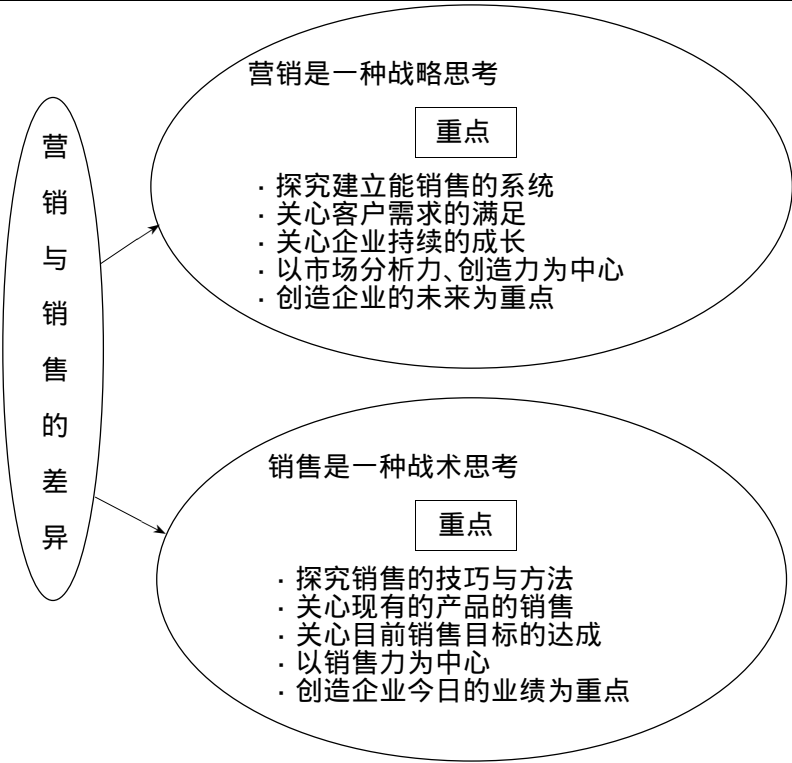 营销与销售的差异
营销是一种战略思考
重点
·探究建立能销售的系统
·关心客户需求的满足
·关心企业持续的成长
·以市场分析力、创造力为中心
·创造企业的未来为重点
销售是一种战术思考
重点
·探究销售的技巧与方法
·关心现有的产品的销售
·关心目前销售目标的达成
·以销售力为中心
·创造企业今日的业绩为重点